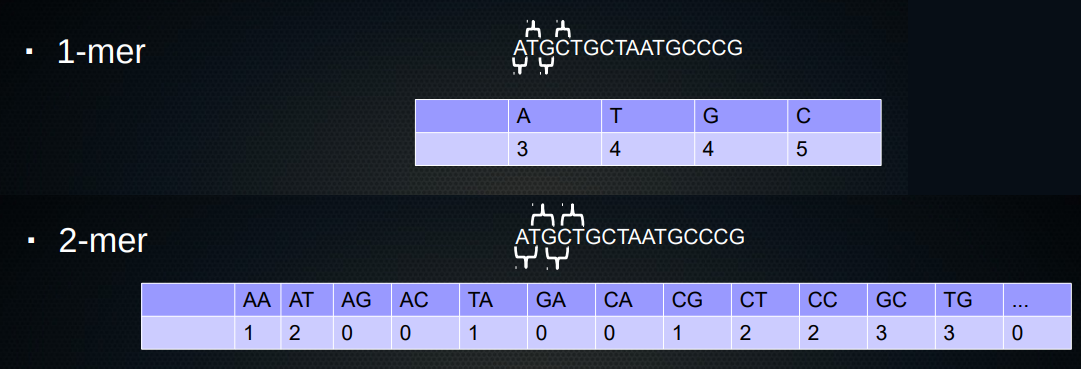 ▪ 1-mer
ATGCTGCTAATGCCCG
A T G C
3 4 4 5
▪ 2-mer
ATGCTGCTAATGCCCG
AA AT AG AC TA GA CA CG CT CC GC TG ...
1 2 0 0 1 0 0 1 2 2 3 3 0